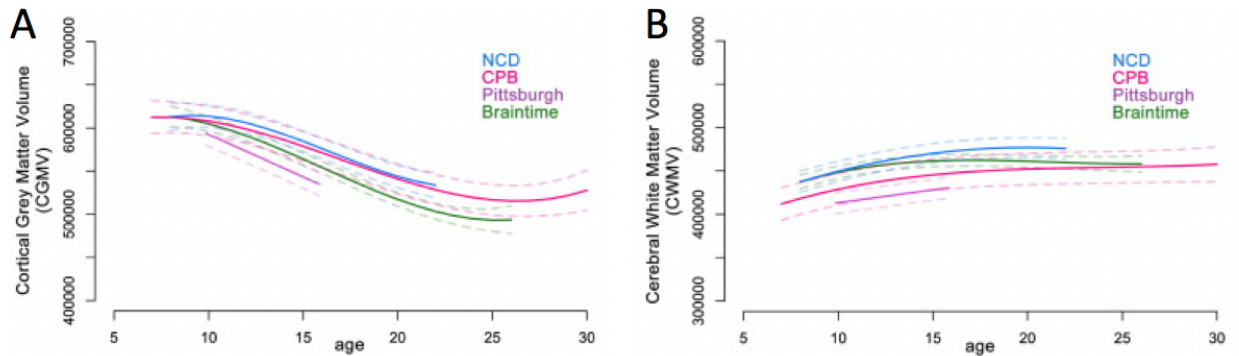 A
Cortical Grey Matter Volume
(CGMV)
700000
600000
500000
400000
NCD
CPB
Pittsburgh
Braintime
5 10 15 20 25 30
age
B
Cerebral White Matter Volume
(CWMV)
600000
500000
400000
300000
NCD
CPB
Pittsburgh
Braintime
5 10 15 20 25 30
age